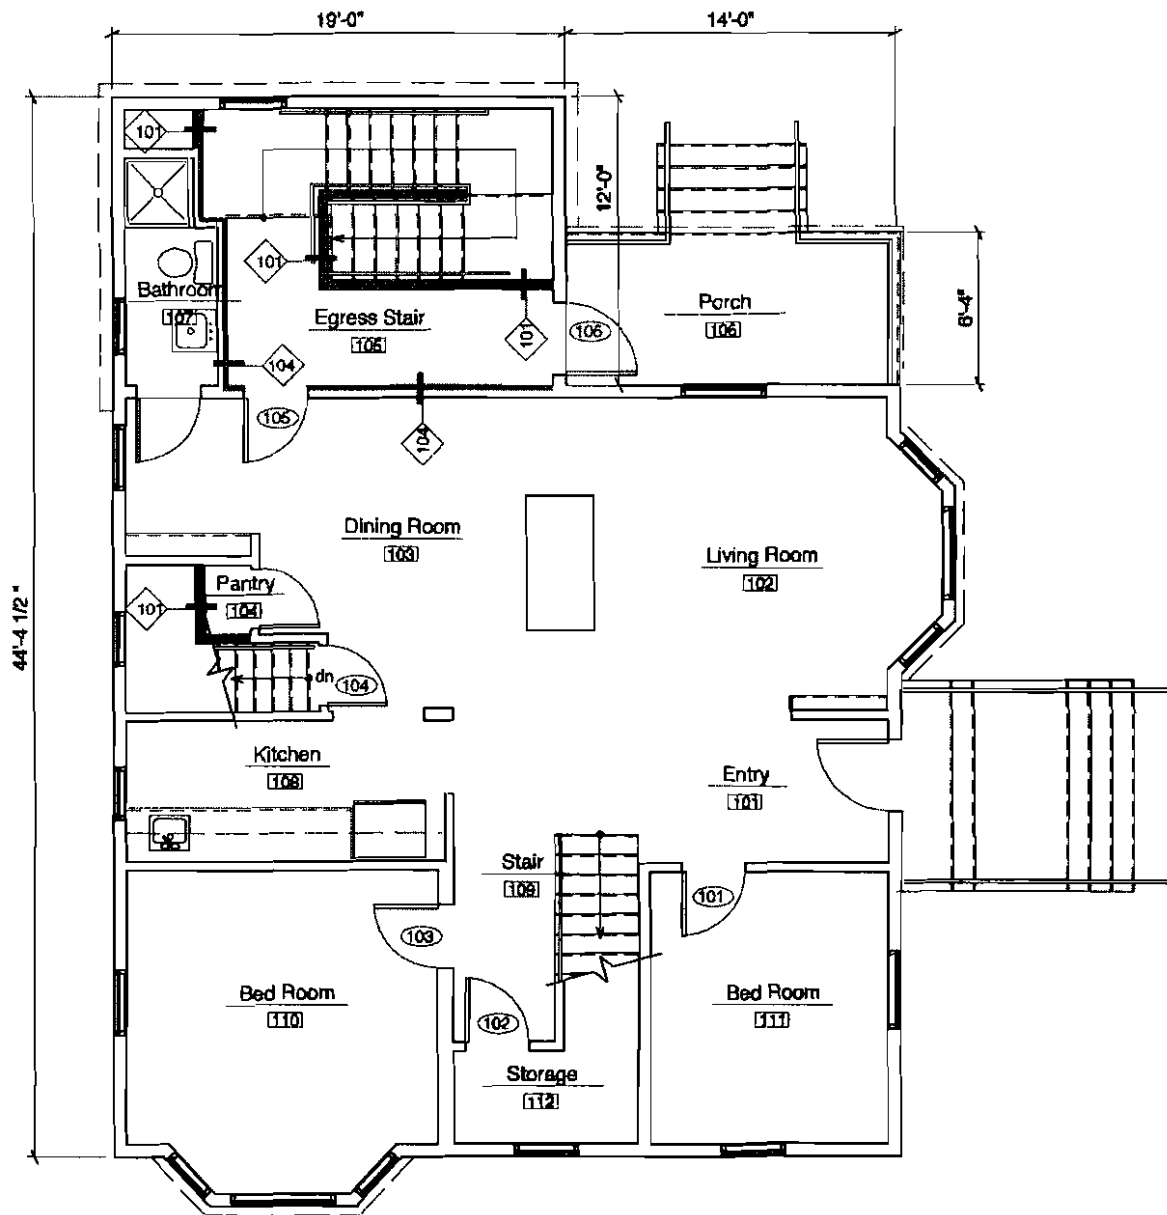 19'-0"
14'-0"
101
12'-0"
101
Bathroom
107
Egress Stair
105
101
106
Porch
106
6'-4"
104
105
104
44'-4 1/2 "
Dining Room
103
Living Room
102
Pantry
104
101
dn
104
Kitchen
108
Entry
101
Stair
109
101
103
Bed Room
110
102
Bed Room
111
Storage
112